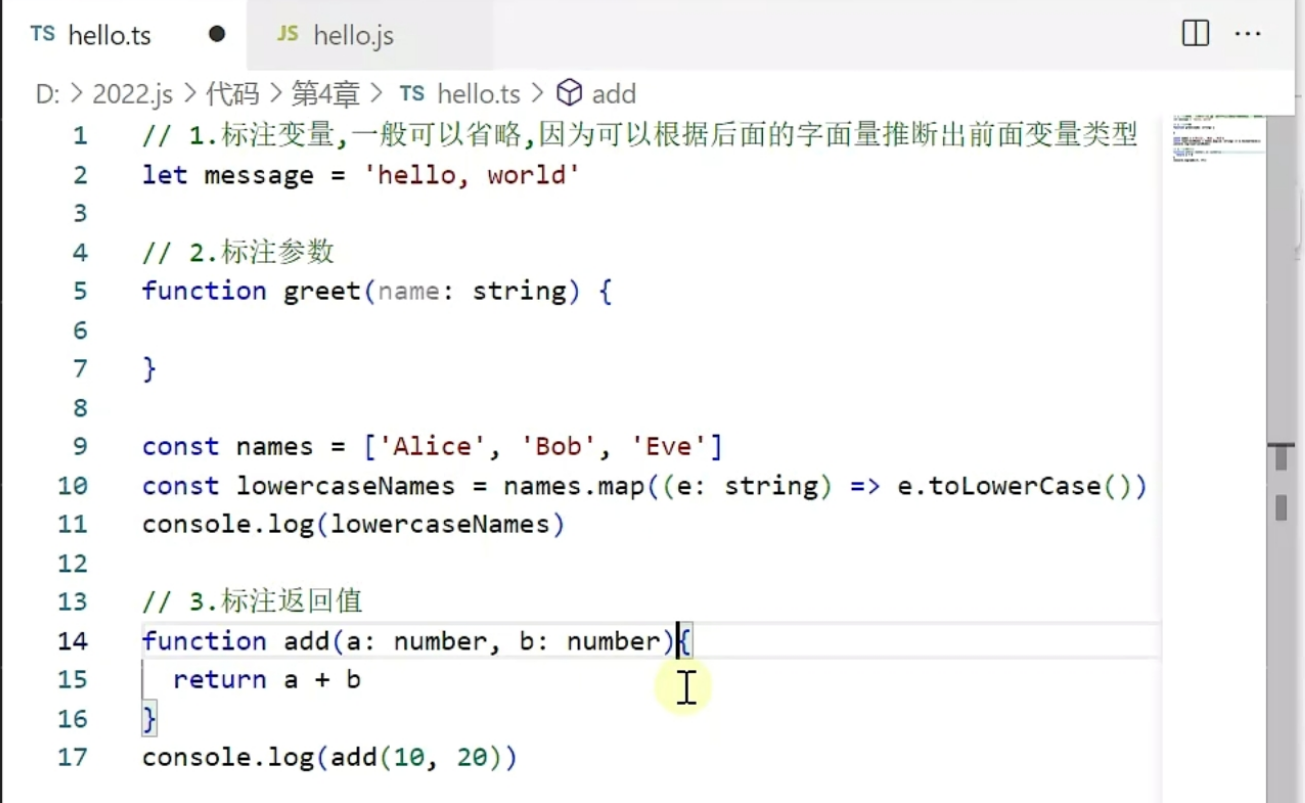 TS hello.ts ● JS hello.js ···
D: > 2022.js > 代码 > 第4章 > TS hello.ts > add
1 // 1.标注变量,一般可以省略,因为可以根据后面的字面量推断出前面变量类型
2 let message = 'hello, world'
3
4 // 2.标注参数
5 function greet(name: string) {
6
7 }
8
9 const names = ['Alice', 'Bob', 'Eve']
10 const lowercaseNames = names.map((e: string) => e.toLowerCase())
11 console.log(lowercaseNames)
12
13 // 3.标注返回值
14 function add(a: number, b: number){
15 return a + b
16 }
17 console.log(add(10, 20))